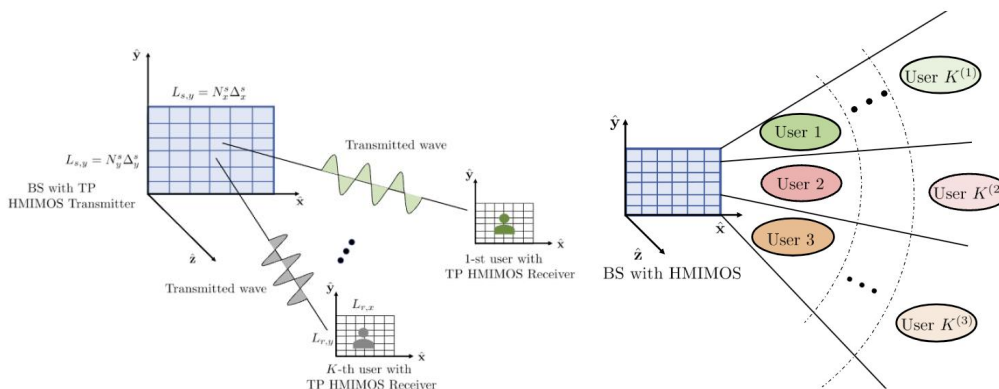 ŷ
L_{s,y} = N_x^s Δ_x^s
L_{s,y} = N_y^s Δ_y^s
BS with TP
HMIMOS Transmitter
x̂
ẑ
Transmitted wave
ŷ
x̂
1-st user with
TP HMIMOS Receiver
Transmitted wave
ŷ
L_{r,x}
L_{r,y}
x̂
K-th user with
TP HMIMOS Receiver
ŷ
x̂
ẑ
BS with HMIMOS
User 1
User 2
User 3
User K^{(1)}
User K^{(2)}
User K^{(3)}